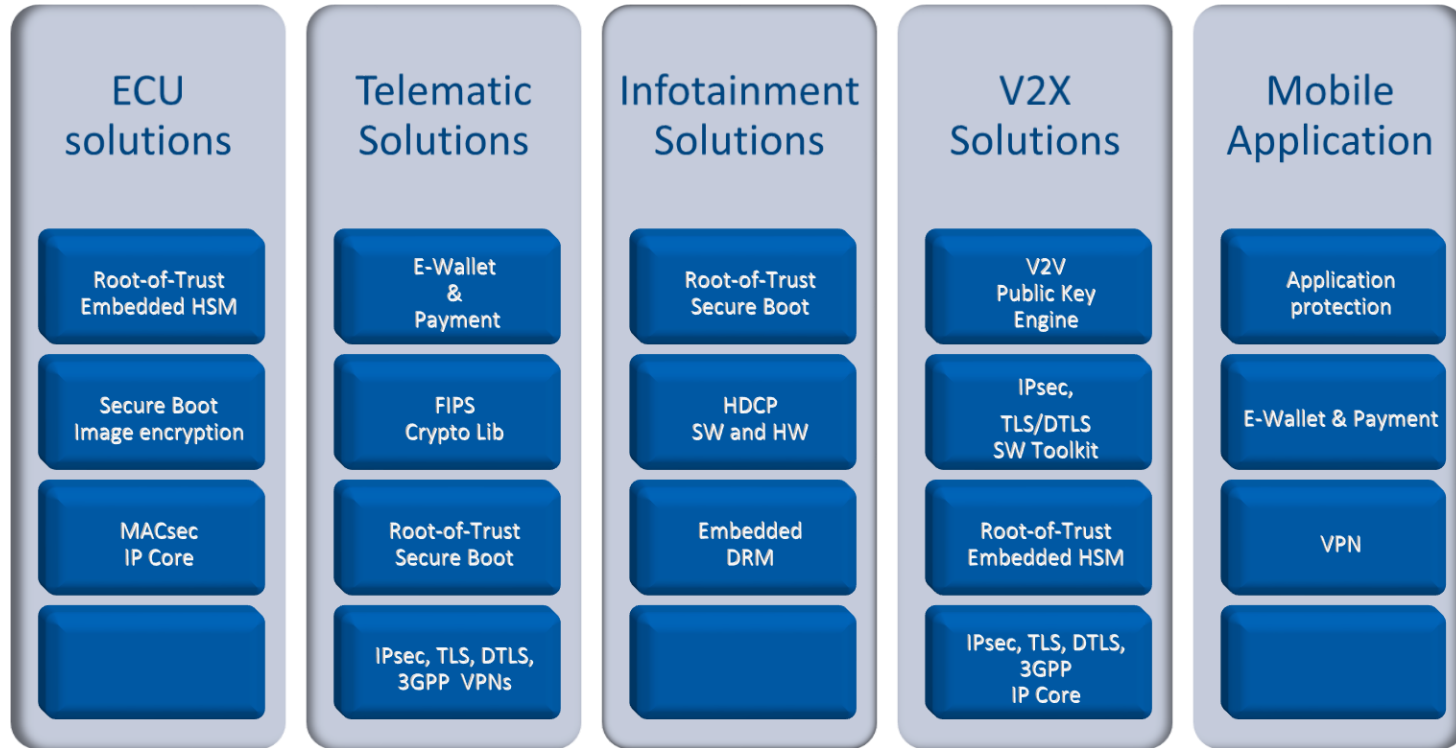 ECU
solutions
Root-of-Trust
Embedded HSM
Secure Boot
Image encryption
MACsec
IP Core
Telematic
Solutions
E-Wallet
&
Payment
FIPS
Crypto Lib
Root-of-Trust
Secure Boot
IPsec, TLS, DTLS,
3GPP VPNs
Infotainment
Solutions
Root-of-Trust
Secure Boot
HDCP
SW and HW
Embedded
DRM
V2X
Solutions
V2V
Public Key
Engine
IPsec,
TLS/DTLS
SW Toolkit
Root-of-Trust
Embedded HSM
IPsec, TLS, DTLS,
3GPP
IP Core
Mobile
Application
Application
protection
E-Wallet & Payment
VPN